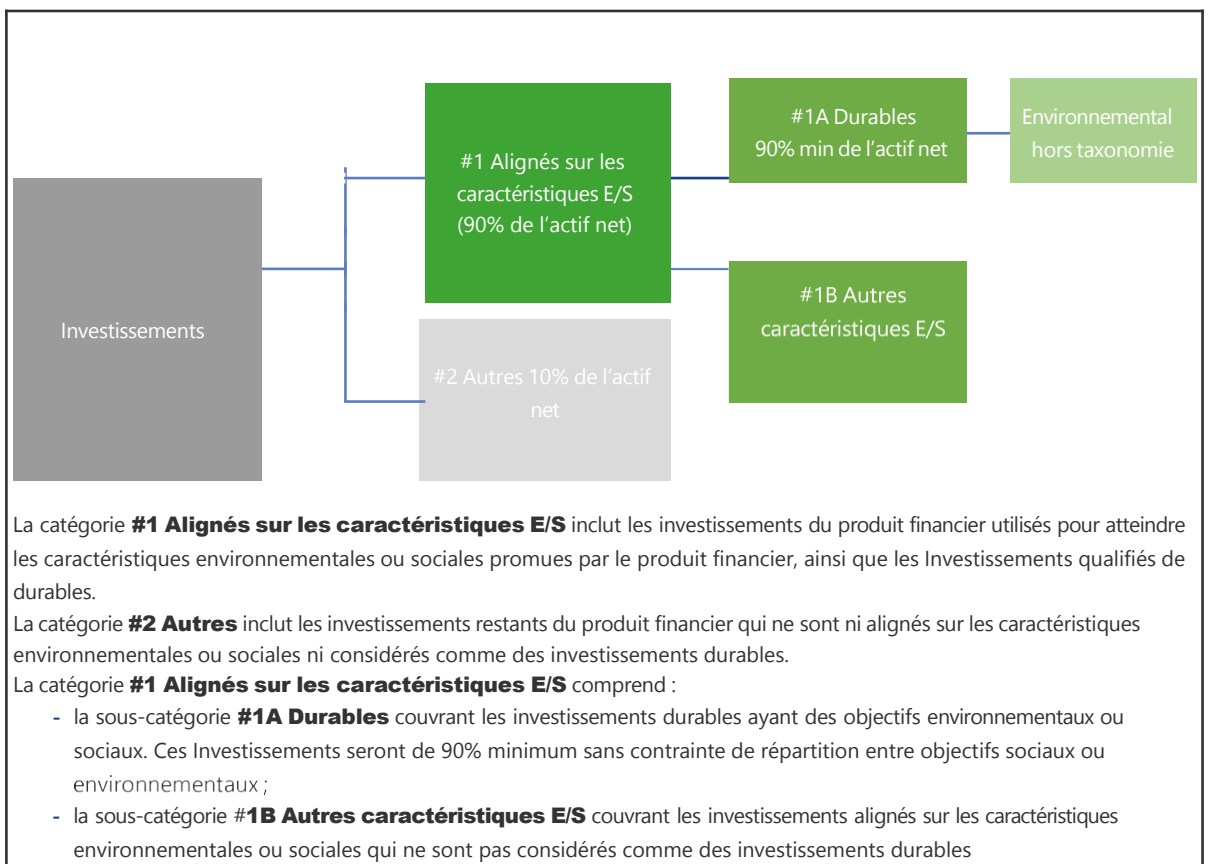 #1A Durables
90% min de l'actif net
Environnemental
hors taxonomie
#1 Alignés sur les
caractéristiques E/S
(90% de l'actif net)
Investissements
#1B Autres
caractéristiques E/S
#2 Autres 10% de l'actif
net
La catégorie #1 Alignés sur les caractéristiques E/S inclut les investissements du produit financier utilisés pour atteindre
les caractéristiques environnementales ou sociales promues par le produit financier, ainsi que les Investissements qualifiés de
durables.
La catégorie #2 Autres inclut les investissements restants du produit financier qui ne sont ni alignés sur les caractéristiques
environnementales ou sociales ni considérés comme des investissements durables.
La catégorie #1 Alignés sur les caractéristiques E/S comprend :
- la sous-catégorie #1A Durables couvrant les investissements durables ayant des objectifs environnementaux ou
sociaux. Ces Investissements seront de 90% minimum sans contrainte de répartition entre objectifs sociaux ou
environnementaux ;
- la sous-catégorie #1B Autres caractéristiques E/S couvrant les investissements alignés sur les caractéristiques
environnementales ou sociales qui ne sont pas considérés comme des investissements durables